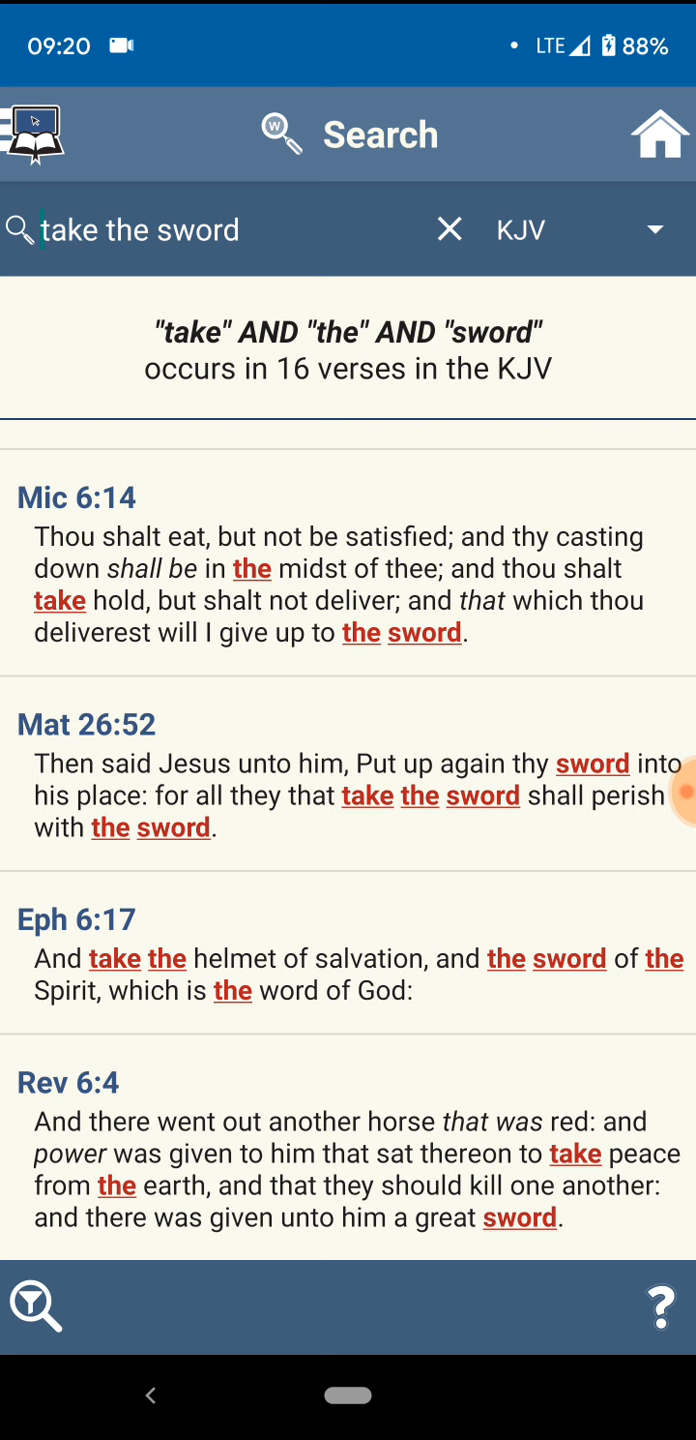 09:20
LTE 88%
W
Search
take the sword
KJV
"take" AND "the" AND "sword"
occurs in 16 verses in the KJV
Mic 6:14
Thou shalt eat, but not be satisfied; and thy casting
down shall be in the midst of thee; and thou shalt
take hold, but shalt not deliver; and that which thou
deliverest will I give up to the sword.
Mat 26:52
Then said Jesus unto him, Put up again thy sword into
his place: for all they that take the sword shall perish
with the sword.
Eph 6:17
And take the helmet of salvation, and the sword of the
Spirit, which is the word of God:
Rev 6:4
And there went out another horse that was red: and
power was given to him that sat thereon to take peace
from the earth, and that they should kill one another:
and there was given unto him a great sword.
?